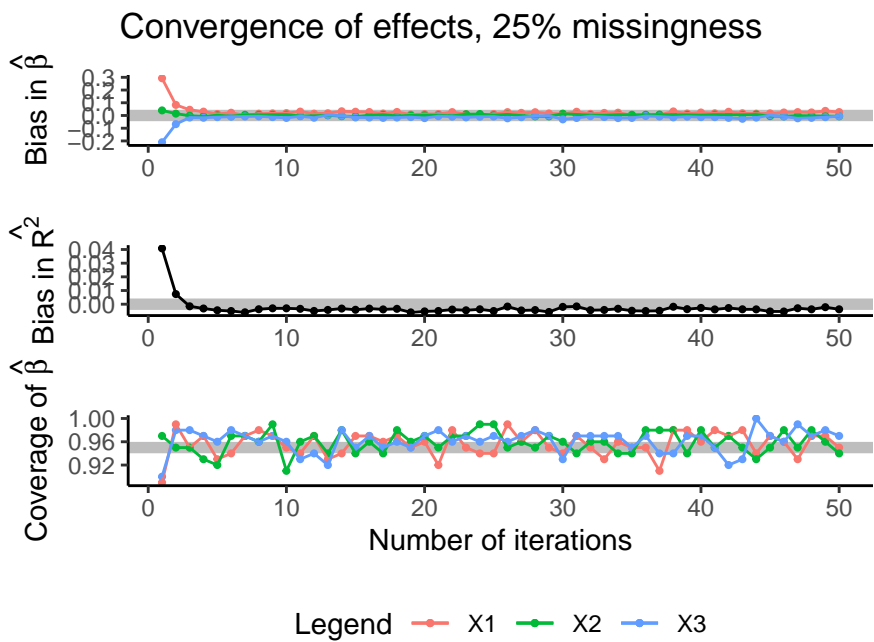 Convergence of effects, 25% missingness
Bias in β̂
0.3
0.2
0.1
0.0
−0.1
−0.2
0 10 20 30 40 50
Bias in R̂²
0.04
0.03
0.02
0.01
0.00
0 10 20 30 40 50
Coverage of β̂
1.00
0.96
0.92
0 10 20 30 40 50
Number of iterations
Legend X1 X2 X3